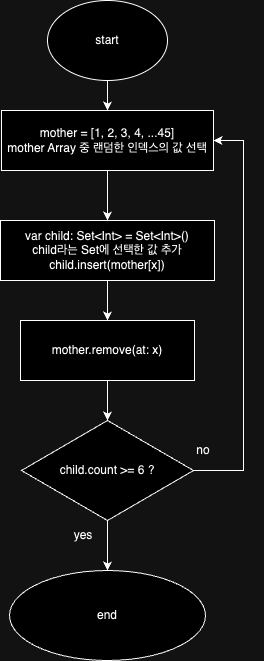 start
mother = [1, 2, 3, 4, ...45]
mother Array 중 랜덤한 인덱스의 값 선택
var child: Set<Int> = Set<Int>()
child라는 Set에 선택한 값 추가
child.insert(mother[x])
mother.remove(at: x)
child.count >= 6 ?
no
yes
end